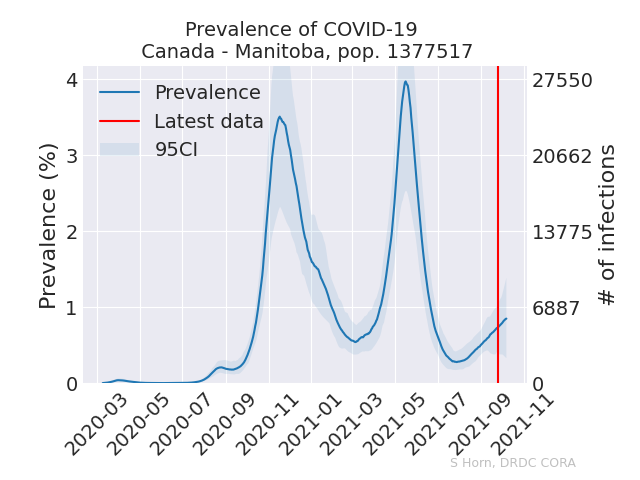 Prevalence of COVID-19
Canada - Manitoba, pop. 1377517
Prevalence
Latest data
95CI
Prevalence (%)
4
3
2
1
0
27550
20662
13775
6887
0
# of infections
2020-03
2020-05
2020-07
2020-09
2020-11
2021-01
2021-03
2021-05
2021-07
2021-09
2021-11
S Horn, DRDC CORA